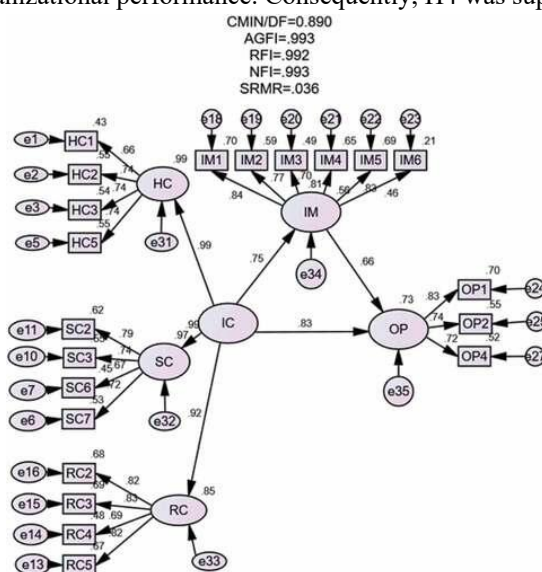 anizational performance. Consequently, H4 was sup
CMIN/DF=0.890
AGFI=.993
RFI=.992
NFI=.993
SRMR=.036
e18 e19 e20 e21 e22 e23
.70 .59 .49 .65 .69 .21
IM1 IM2 IM3 IM4 IM5 IM6
.84 .77 .70 .81 .56 .83 .46
IM
e34
.43
e1 HC1
.66
.55
e2 HC2
.74
.54
e3 HC3
.74
.74
.55
e5 HC5
HC
.99
e31
.99
.75
.66
IC
.83
.73
OP
e35
.70
.83 OP1 e24
.55
.74 OP2 e25
.52
.72 OP4 e27
.62
e11 SC2
.79
e10 SC3
.74
.45
.67
e7 SC6
.72
.53
e6 SC7
SC
.99
.97
e32
.92
.68
e16 RC2
.82
.69
e15 RC3
.83
.48
.69
e14 RC4
.82
.67
e13 RC5
RC
.85
e33